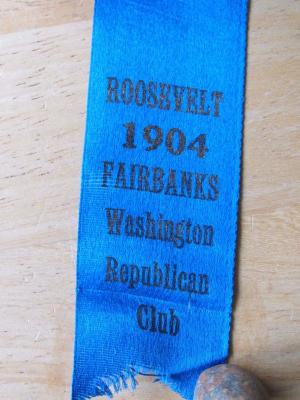 ROOSEVELT
1904
FAIRBANKS
Washington
Republican
Club